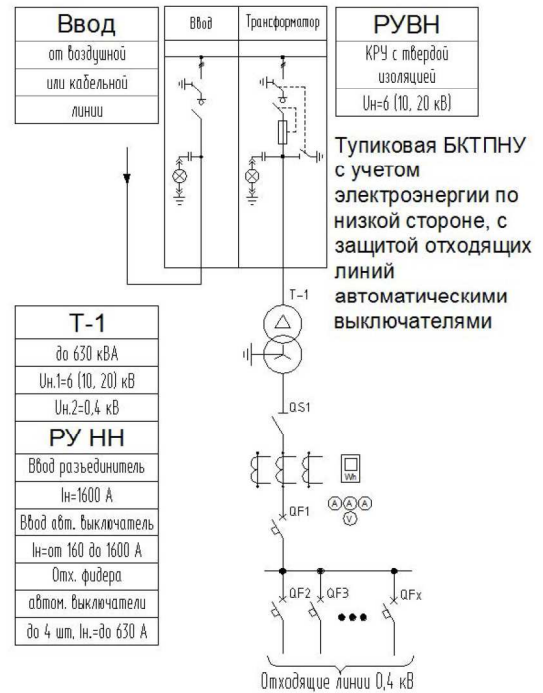 Ввод
от воздушной
или кабельной
линии
Ввод
Трансформатор
РУВН
КРУ с твердой
изоляцией
Uн=6 (10, 20 кВ)
Тупиковая БКТПНУ
с учетом
электроэнергии по
низкой стороне, с
защитой отходящих
линий
автоматическими
выключателями
Т-1
Т-1
до 630 кВА
Uн.1=6 (10, 20) кВ
Uн.2=0,4 кВ
РУ НН
Ввод разъединитель
Iн=1600 А
Ввод авт. выключатель
Iн=от 160 до 1600 А
Отх. фидера
автом. выключатели
до 4 шт, Iн.=до 630 А
QS1
Wh
A A A
V
QF1
QF2 QF3 QFx
Отходящие линии 0,4 кВ